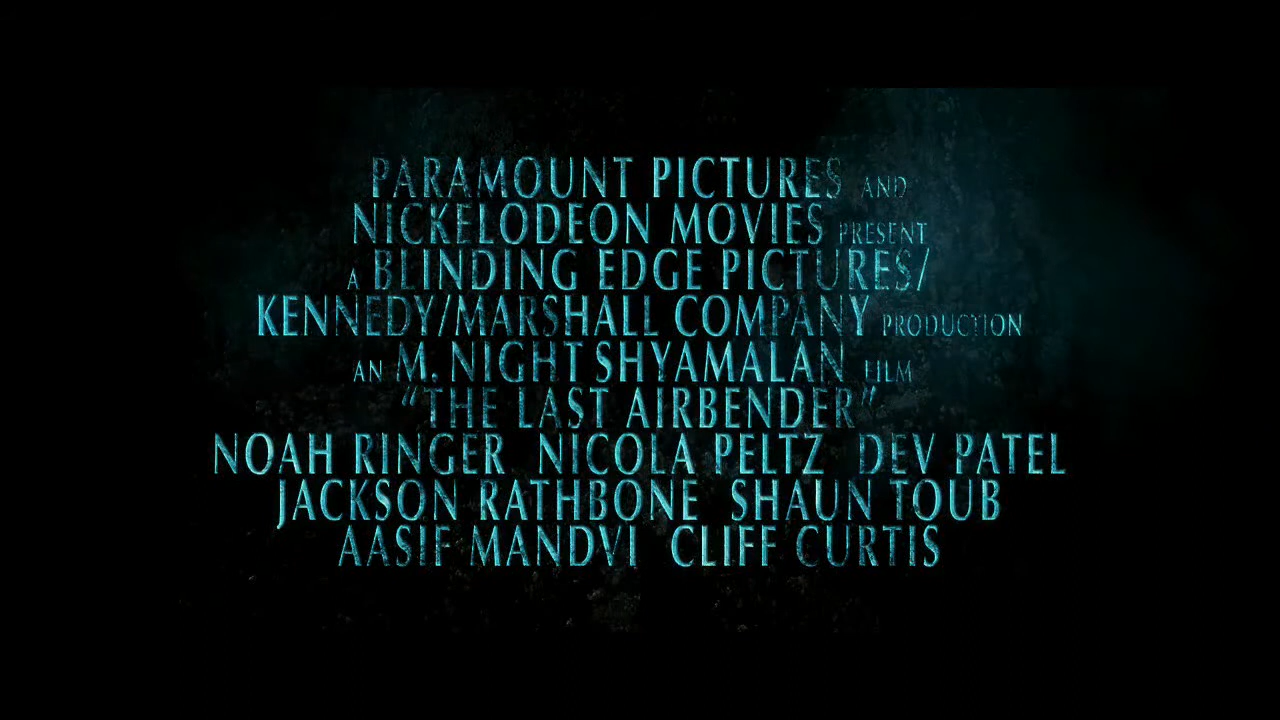 PARAMOUNT PICTURES AND
NICKELODEON MOVIES PRESENT
A BLINDING EDGE PICTURES/
KENNEDY/MARSHALL COMPANY PRODUCTION
AN M. NIGHT SHYAMALAN FILM
“THE LAST AIRBENDER”
NOAH RINGER NICOLA PELTZ DEV PATEL
JACKSON RATHBONE SHAUN TOUB
AASIF MANDVI CLIFF CURTIS